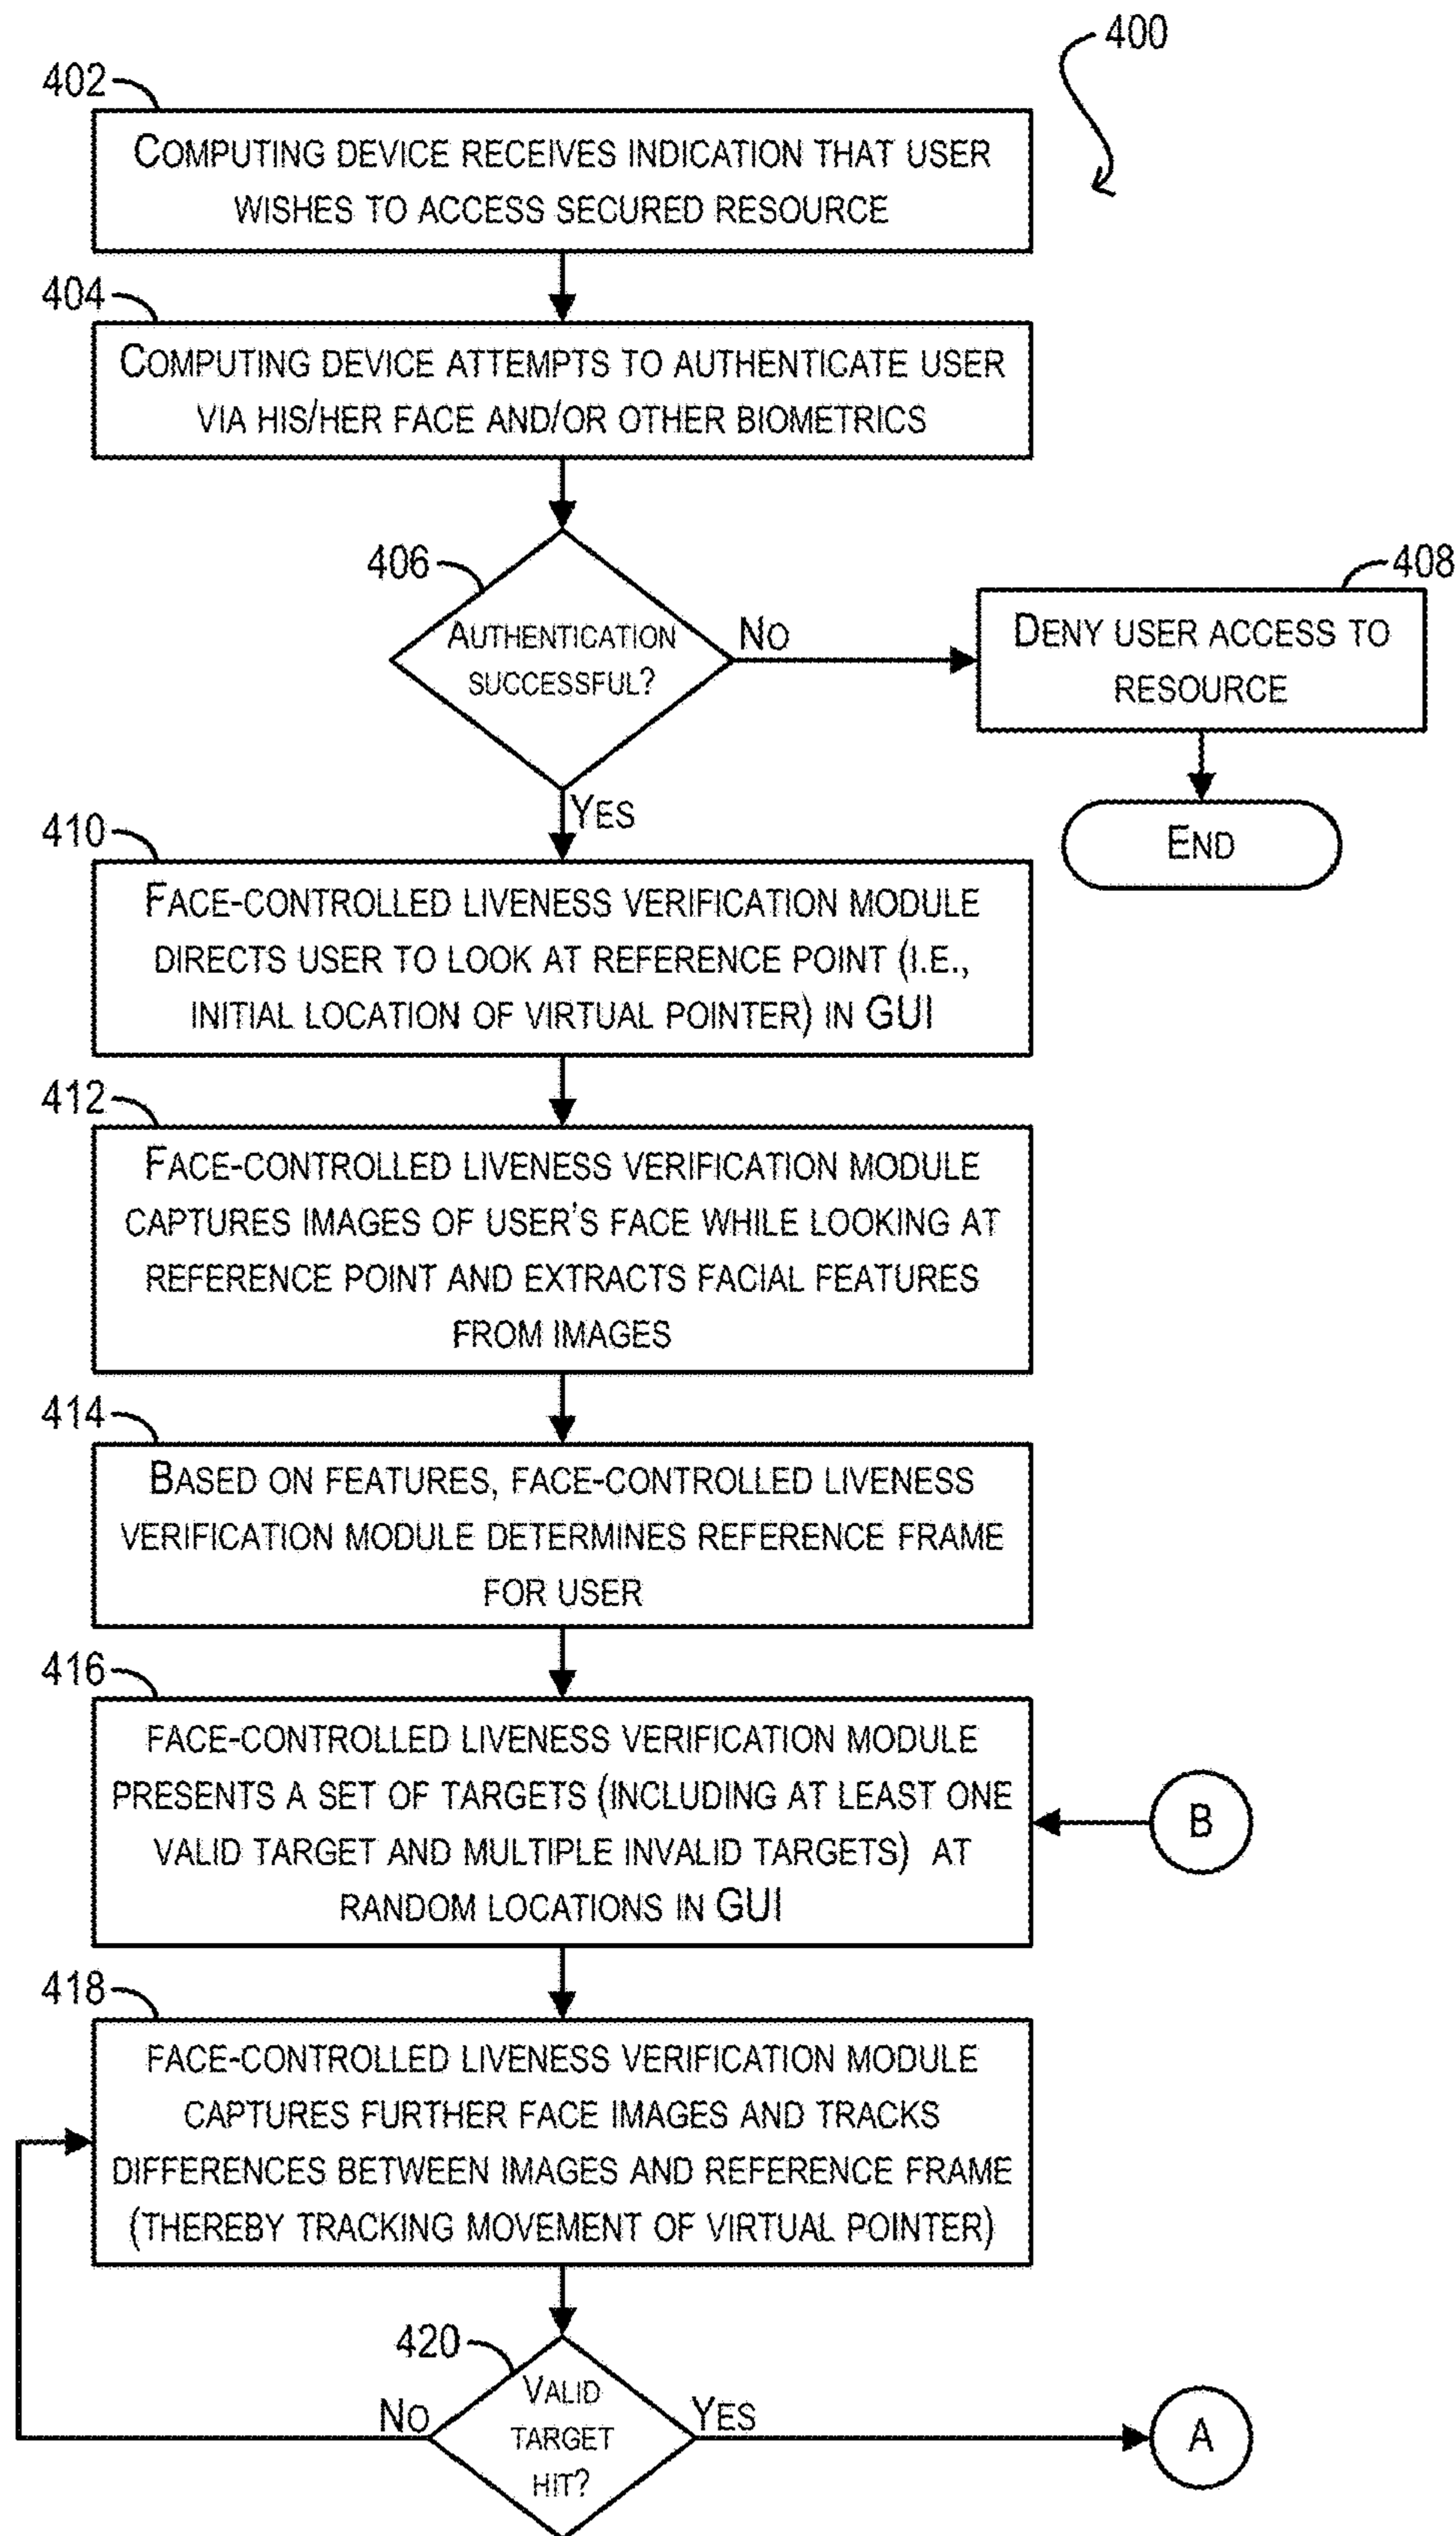 400
402
COMPUTING DEVICE RECEIVES INDICATION THAT USER
WISHES TO ACCESS SECURED RESOURCE
404
COMPUTING DEVICE ATTEMPTS TO AUTHENTICATE USER
VIA HIS/HER FACE AND/OR OTHER BIOMETRICS
406
AUTHENTICATION
SUCCESSFUL?
NO
408
DENY USER ACCESS TO
RESOURCE
END
YES
410
FACE-CONTROLLED LIVENESS VERIFICATION MODULE
DIRECTS USER TO LOOK AT REFERENCE POINT (I.E.,
INITIAL LOCATION OF VIRTUAL POINTER) IN GUI
412
FACE-CONTROLLED LIVENESS VERIFICATION MODULE
CAPTURES IMAGES OF USER'S FACE WHILE LOOKING AT
REFERENCE POINT AND EXTRACTS FACIAL FEATURES
FROM IMAGES
414
BASED ON FEATURES, FACE-CONTROLLED LIVENESS
VERIFICATION MODULE DETERMINES REFERENCE FRAME
FOR USER
416
FACE-CONTROLLED LIVENESS VERIFICATION MODULE
PRESENTS A SET OF TARGETS (INCLUDING AT LEAST ONE
VALID TARGET AND MULTIPLE INVALID TARGETS) AT
RANDOM LOCATIONS IN GUI
B
418
FACE-CONTROLLED LIVENESS VERIFICATION MODULE
CAPTURES FURTHER FACE IMAGES AND TRACKS
DIFFERENCES BETWEEN IMAGES AND REFERENCE FRAME
(THEREBY TRACKING MOVEMENT OF VIRTUAL POINTER)
420
VALID
TARGET
HIT?
NO
YES
A